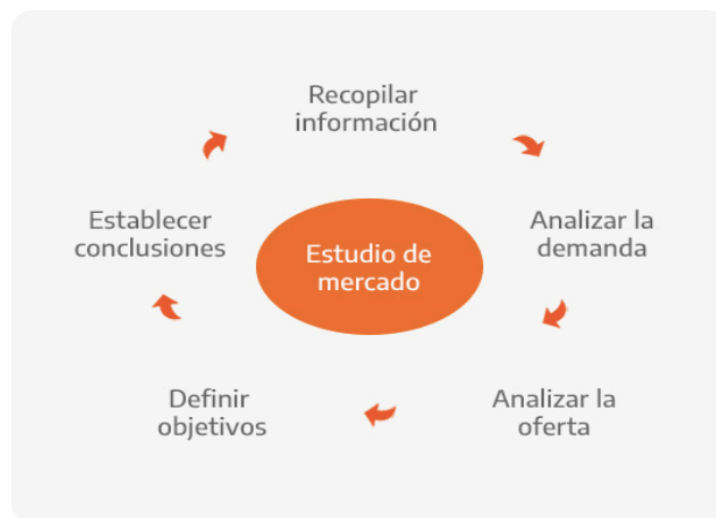 Recopilar
información
Analizar la
demanda
Analizar la
oferta
Definir
objetivos
Establecer
conclusiones
Estudio de
mercado